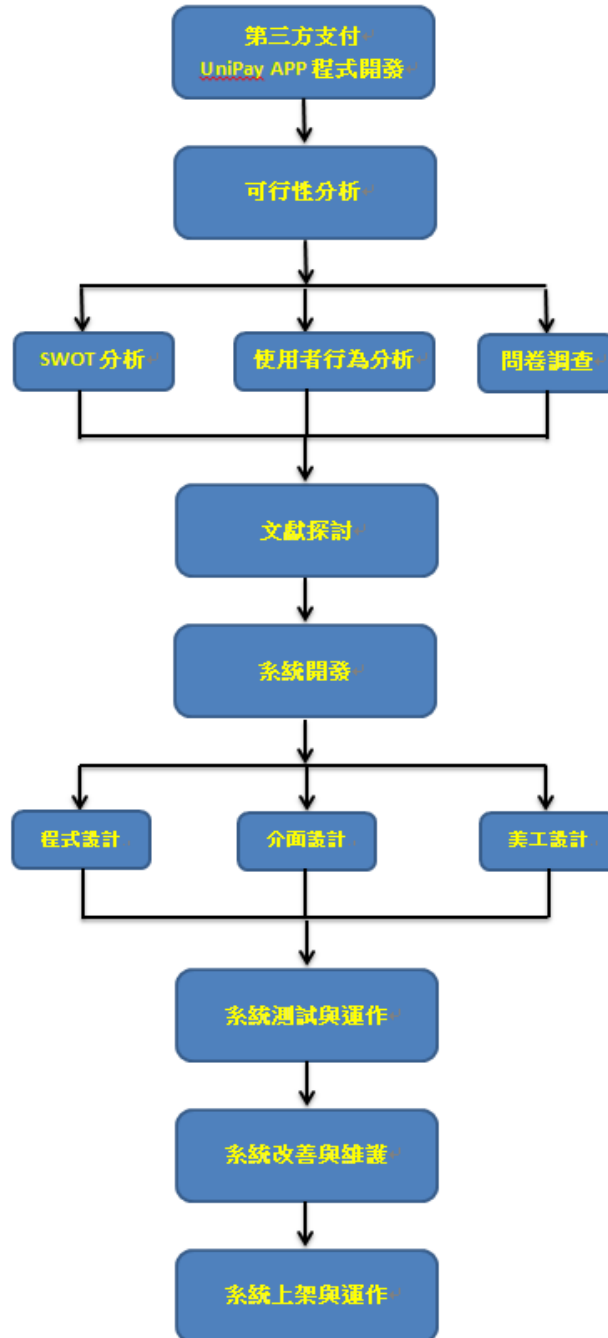 第三方支付
UniPay APP 程式開發
可行性分析
SWOT 分析
使用者行為分析
問卷調查
文獻探討
系統開發
程式設計
介面設計
美工設計
系統測試與運作
系統改善與維護
系統上架與運作